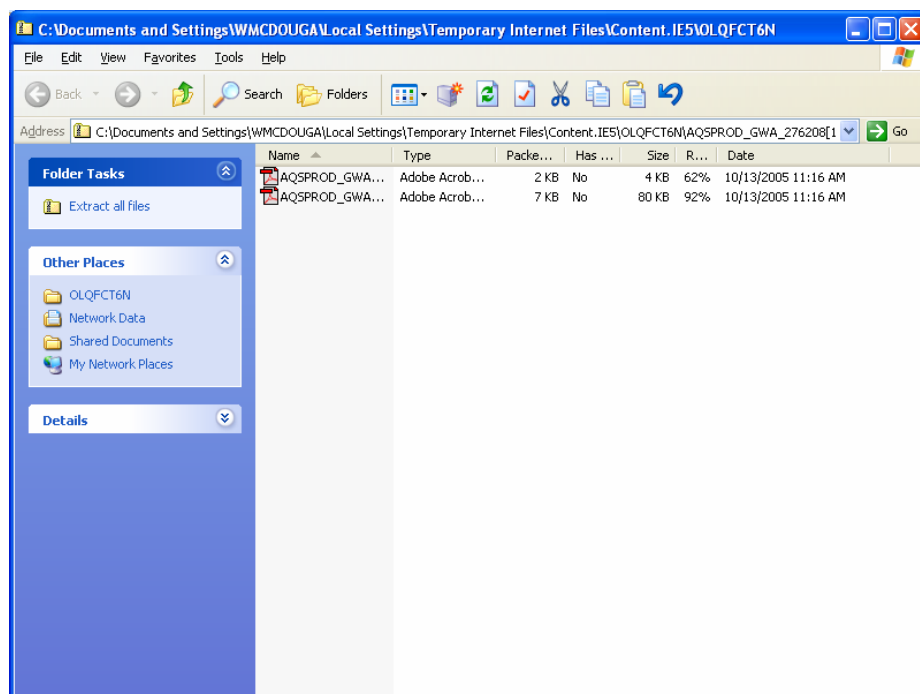 C:\Documents and Settings\WMCDOUGA\Local Settings\Temporary Internet Files\Content.IE5\OLQFCT6N
File Edit View Favorites Tools Help
Back Search Folders
Address C:\Documents and Settings\WMCDOUGA\Local Settings\Temporary Internet Files\Content.IE5\OLQFCT6N\AQSPROD_GWA_276208[1 Go
Folder Tasks
Extract all files
Other Places
OLQFCT6N
Network Data
Shared Documents
My Network Places
Details
Name Type Packe... Has ... Size R... Date
AQSPROD_GWA... Adobe Acrob... 2 KB No 4 KB 62% 10/13/2005 11:16 AM
AQSPROD_GWA... Adobe Acrob... 7 KB No 80 KB 92% 10/13/2005 11:16 AM